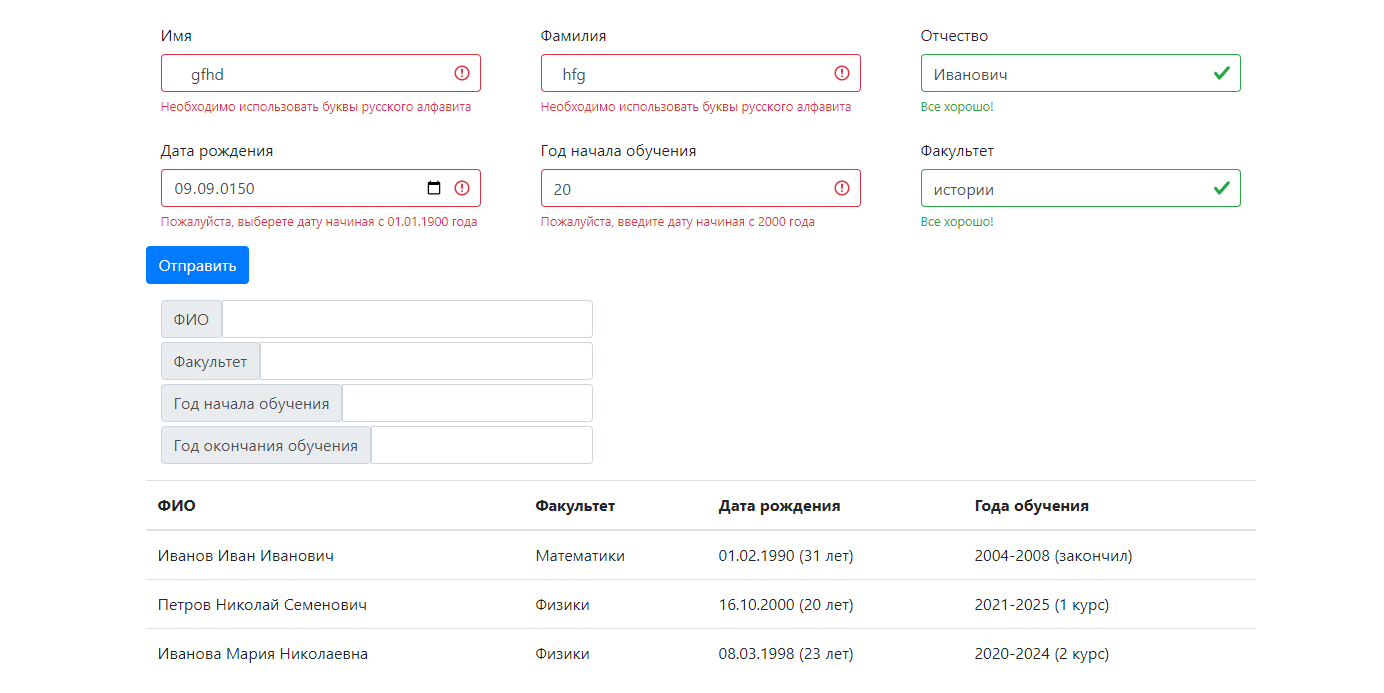 Имя Фамилия Отчество
gfhd hfg Иванович
Необходимо использовать буквы русского алфавита Необходимо использовать буквы русского алфавита Все хорошо!
Дата рождения Год начала обучения Факультет
09.09.0150 20 истории
Пожалуйста, выберете дату начиная с 01.01.1900 года Пожалуйста, введите дату начиная с 2000 года Все хорошо!
Отправить
ФИО
Факультет
Год начала обучения
Год окончания обучения
ФИО Факультет Дата рождения Года обучения
Иванов Иван Иванович Математики 01.02.1990 (31 лет) 2004-2008 (закончил)
Петров Николай Семенович Физики 16.10.2000 (20 лет) 2021-2025 (1 курс)
Иванова Мария Николаевна Физики 08.03.1998 (23 лет) 2020-2024 (2 курс)